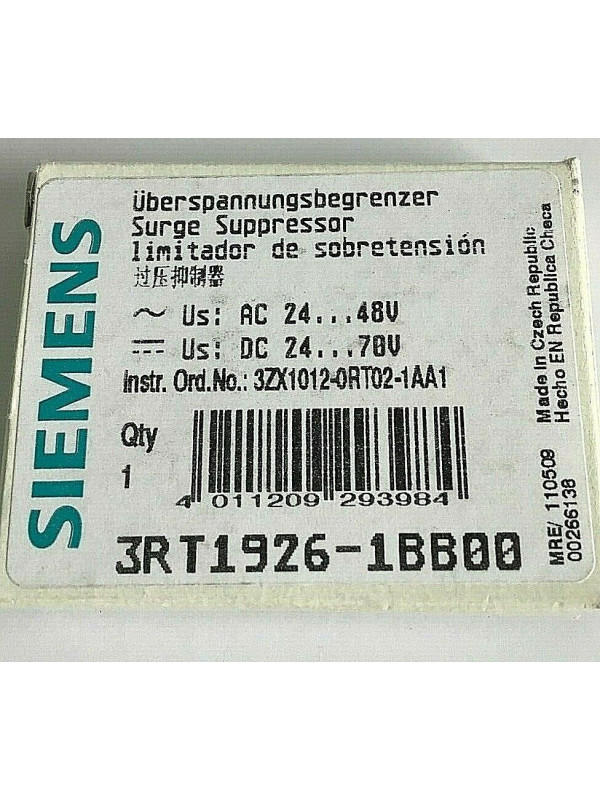 SIEMENS
Überspannungsbegrenzer
Surge Suppressor
limitador de sobretensión
过压抑制器
~ Us: AC 24...48V
⎓ Us: DC 24...70V
Instr. Ord.No.: 3ZX1012-0RT02-1AA1
Qty
1
4 011209 293984
3RT1926-1BB00
Made in Czech Republic
Hecho EN Republica Checa
MRE/ 110509
00266138